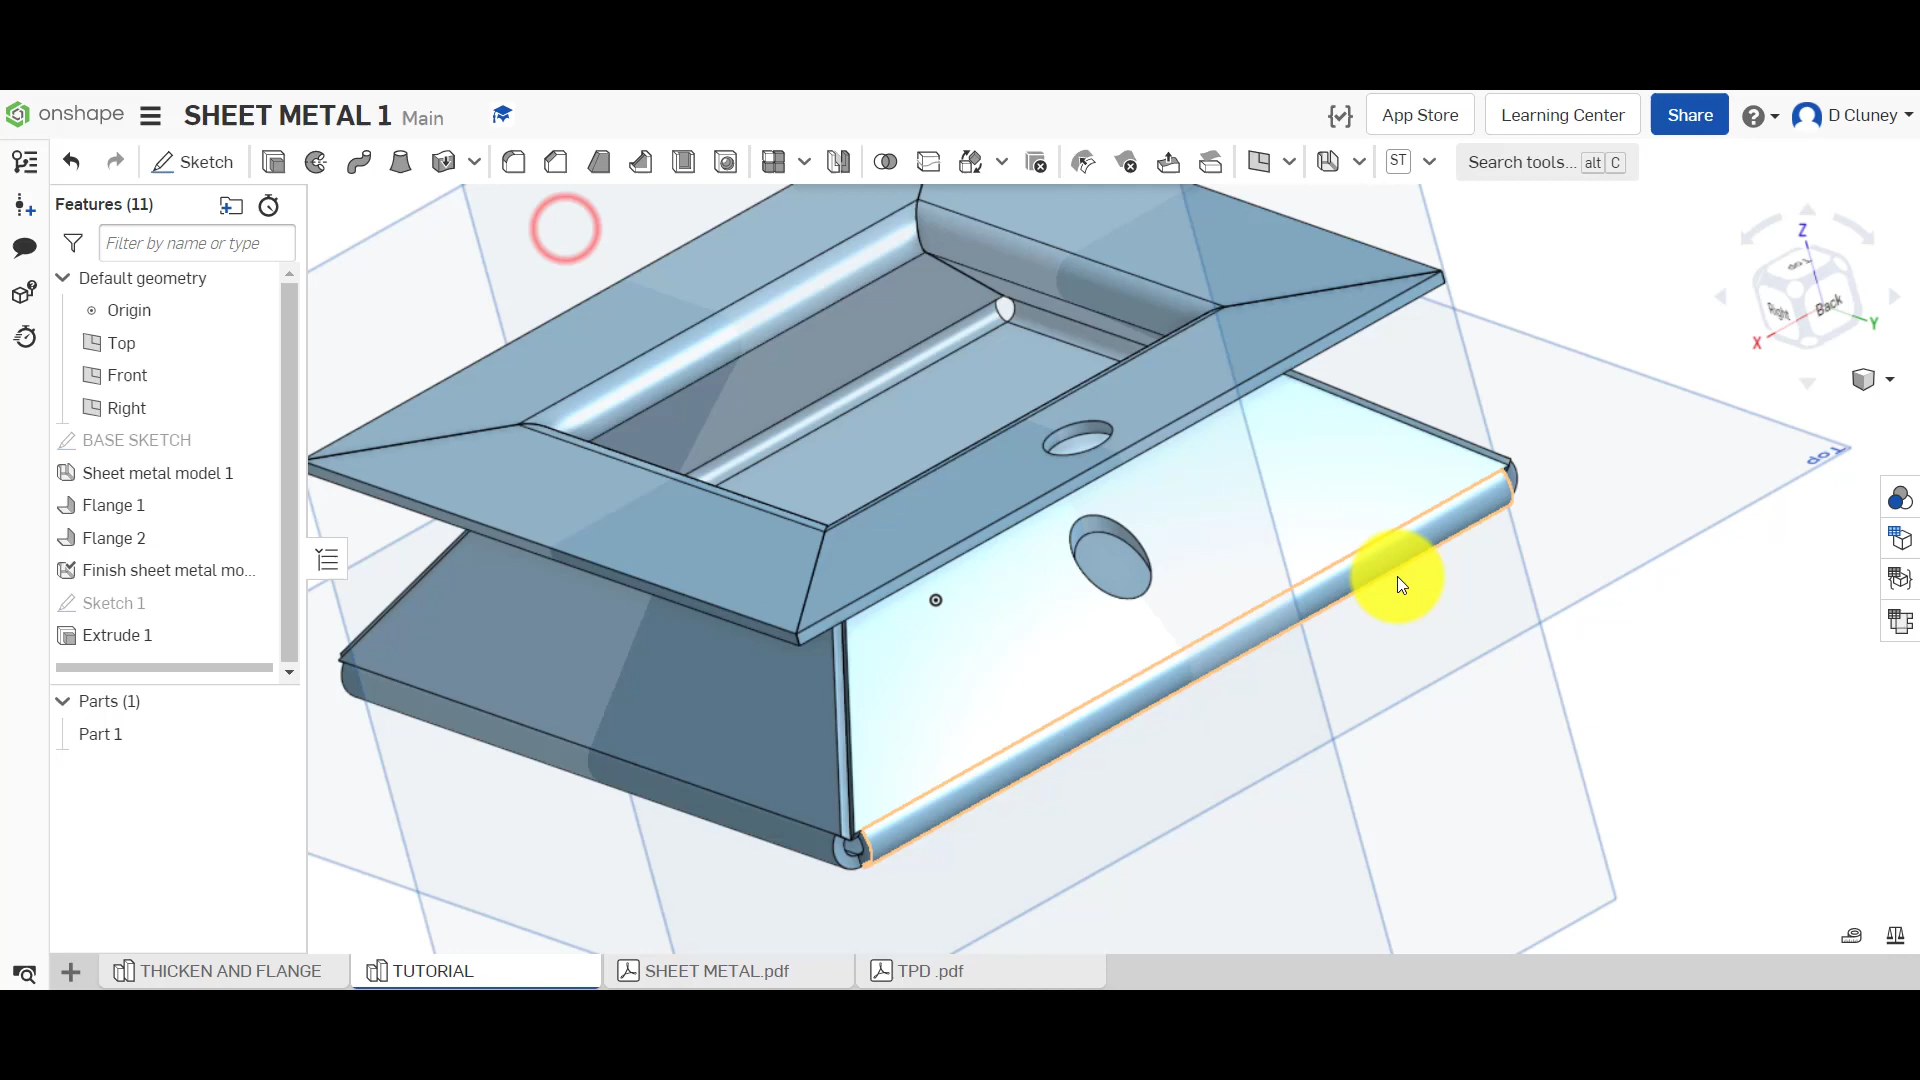 onshape
SHEET METAL 1 Main
App Store
Learning Center
Share
?
D Cluney
Sketch
ST
Search tools... alt C
Features (11)
Filter by name or type
Default geometry
Origin
Top
Front
Right
BASE SKETCH
Sheet metal model 1
Flange 1
Flange 2
Finish sheet metal mo...
Sketch 1
Extrude 1
Parts (1)
Part 1
Z
Top
Right
Back
X
Y
Top
THICKEN AND FLANGE
TUTORIAL
SHEET METAL.pdf
TPD .pdf